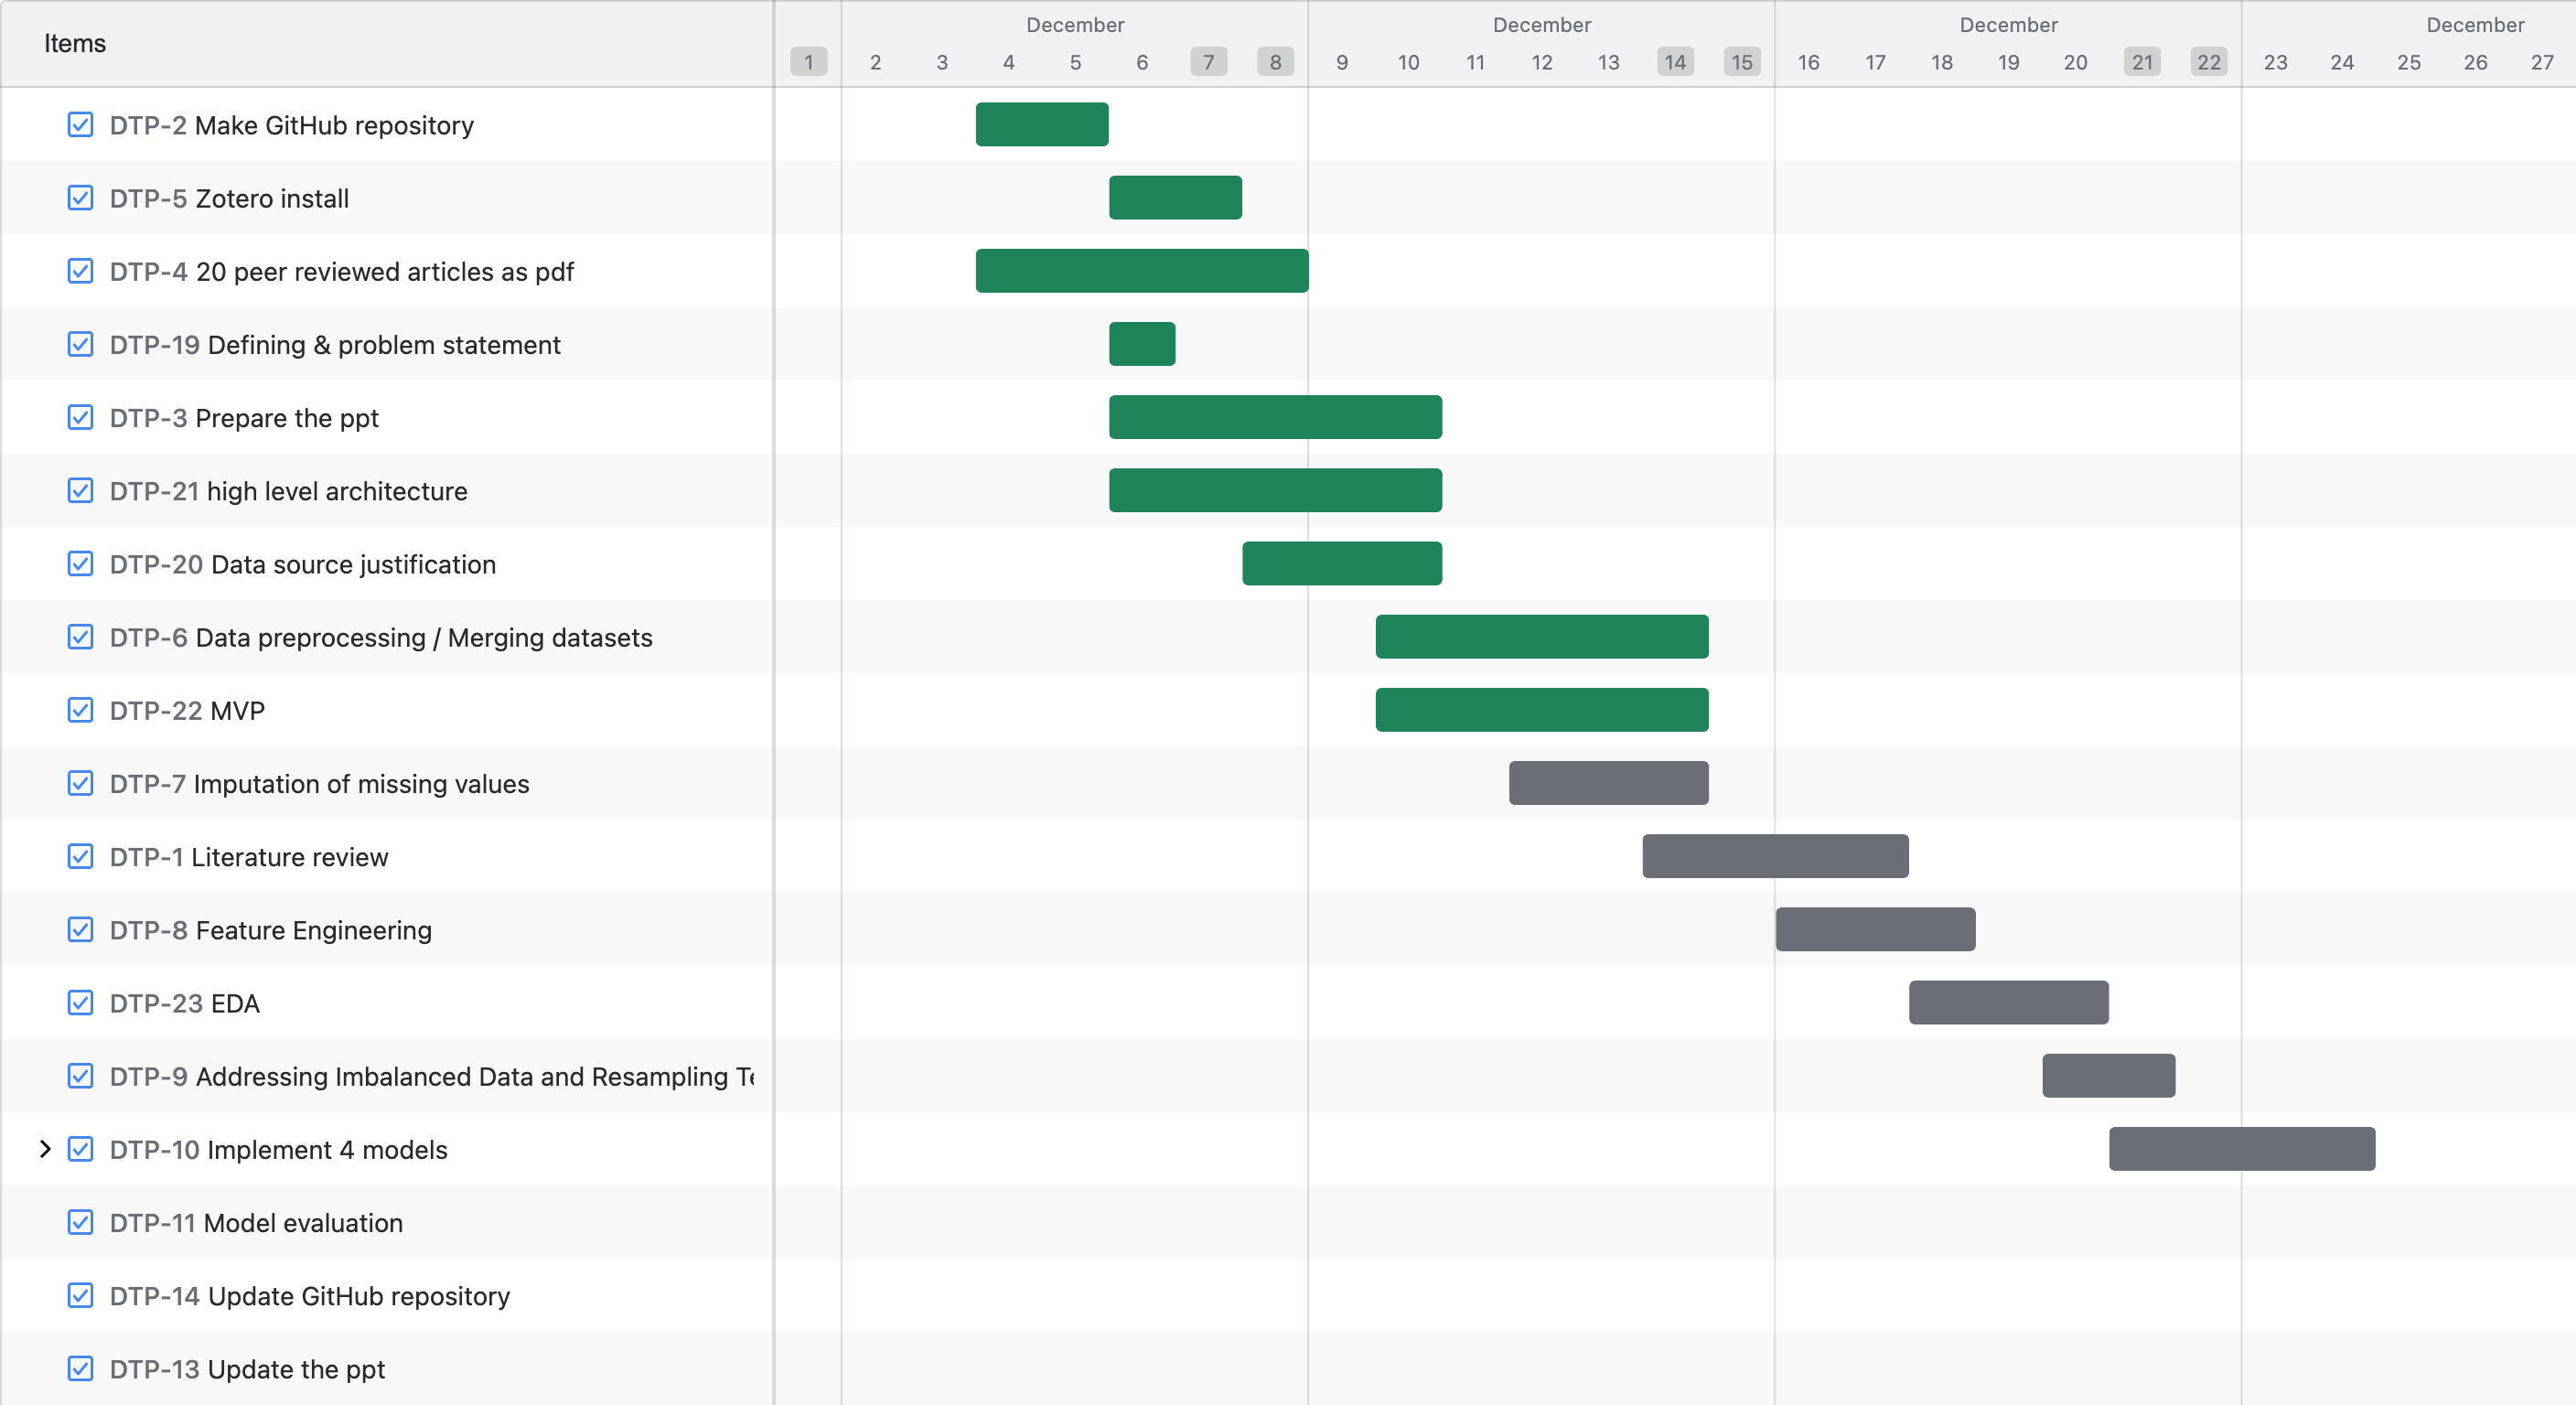 Items
December December December December
1 2 3 4 5 6 7 8 9 10 11 12 13 14 15 16 17 18 19 20 21 22 23 24 25 26 27
DTP-2 Make GitHub repository
DTP-5 Zotero install
DTP-4 20 peer reviewed articles as pdf
DTP-19 Defining & problem statement
DTP-3 Prepare the ppt
DTP-21 high level architecture
DTP-20 Data source justification
DTP-6 Data preprocessing / Merging datasets
DTP-22 MVP
DTP-7 Imputation of missing values
DTP-1 Literature review
DTP-8 Feature Engineering
DTP-23 EDA
DTP-9 Addressing Imbalanced Data and Resampling
DTP-10 Implement 4 models
DTP-11 Model evaluation
DTP-14 Update GitHub repository
DTP-13 Update the ppt